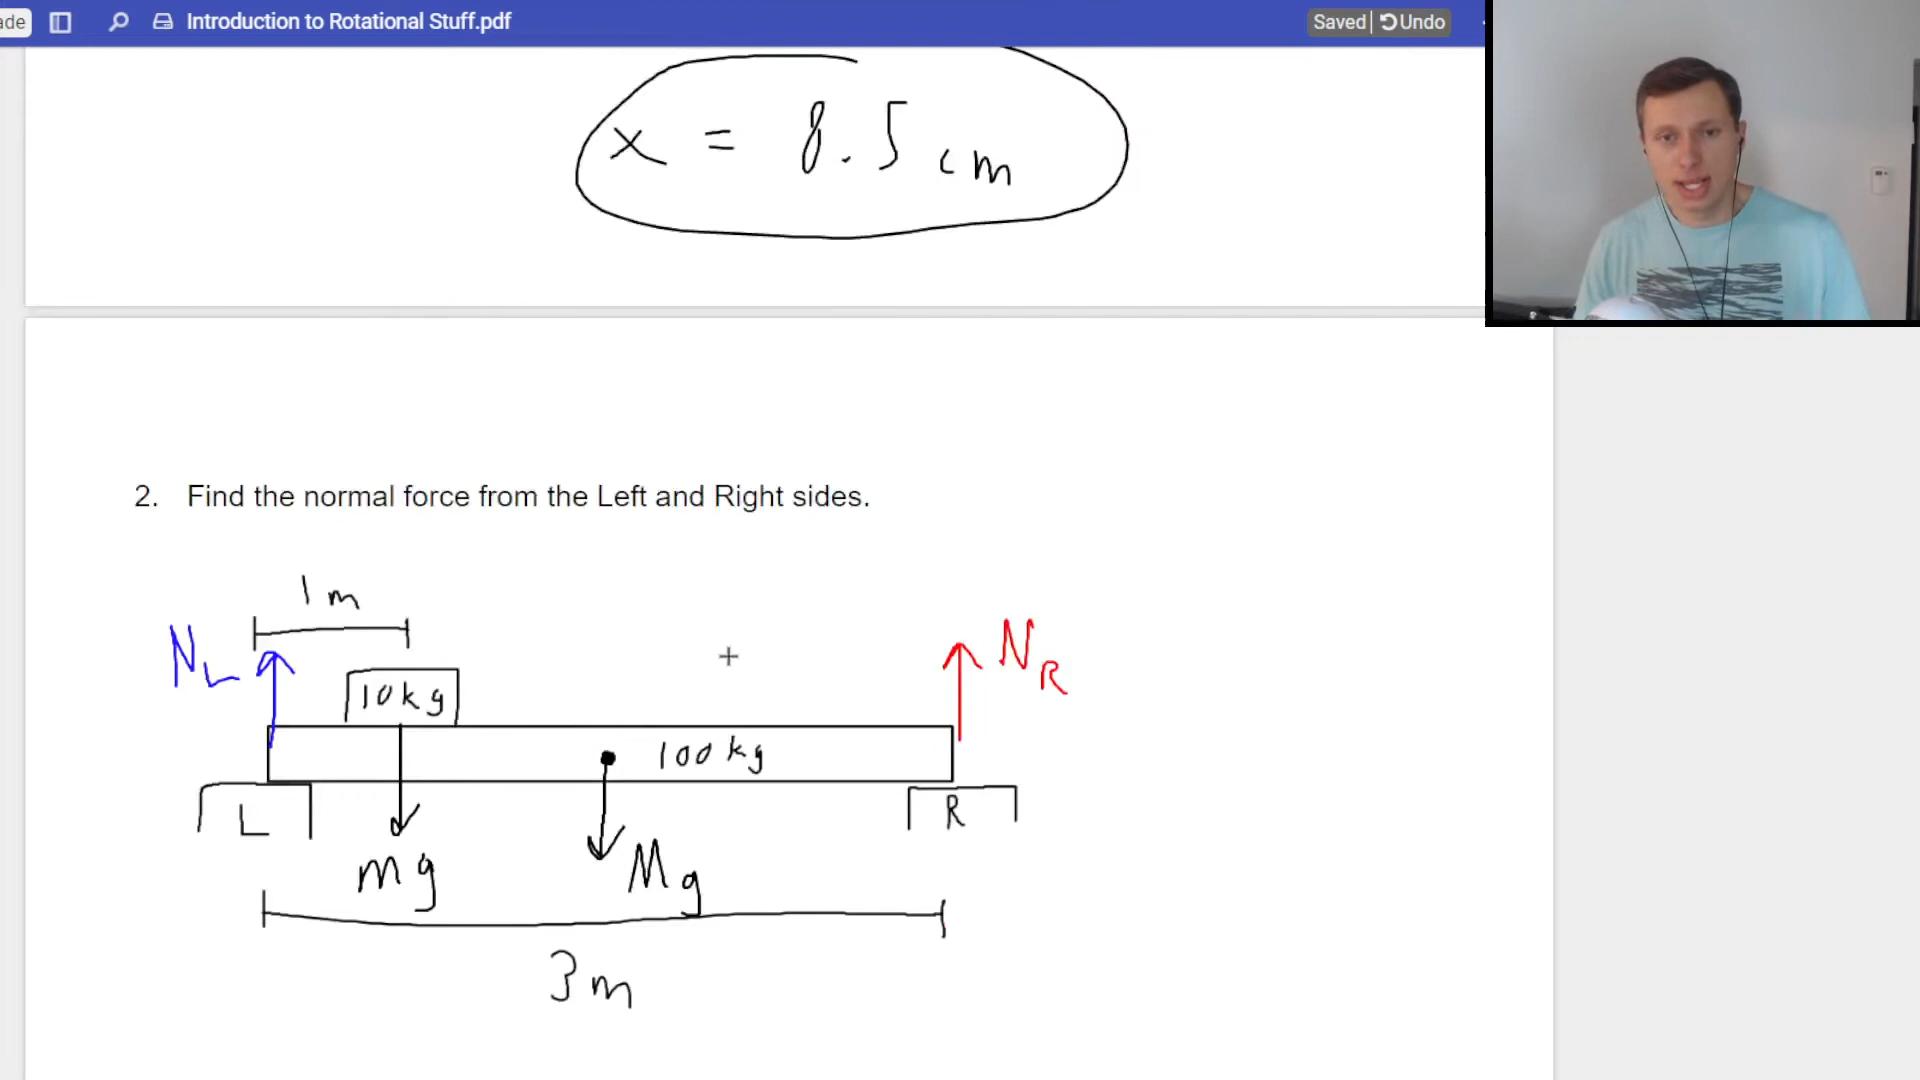 ade Introduction to Rotational Stuff.pdf Saved Undo
x = 8.5 cm
2. Find the normal force from the Left and Right sides.
1 m
N_L
N_R
10 kg
100 kg
L
R
mg
Mg
3 m